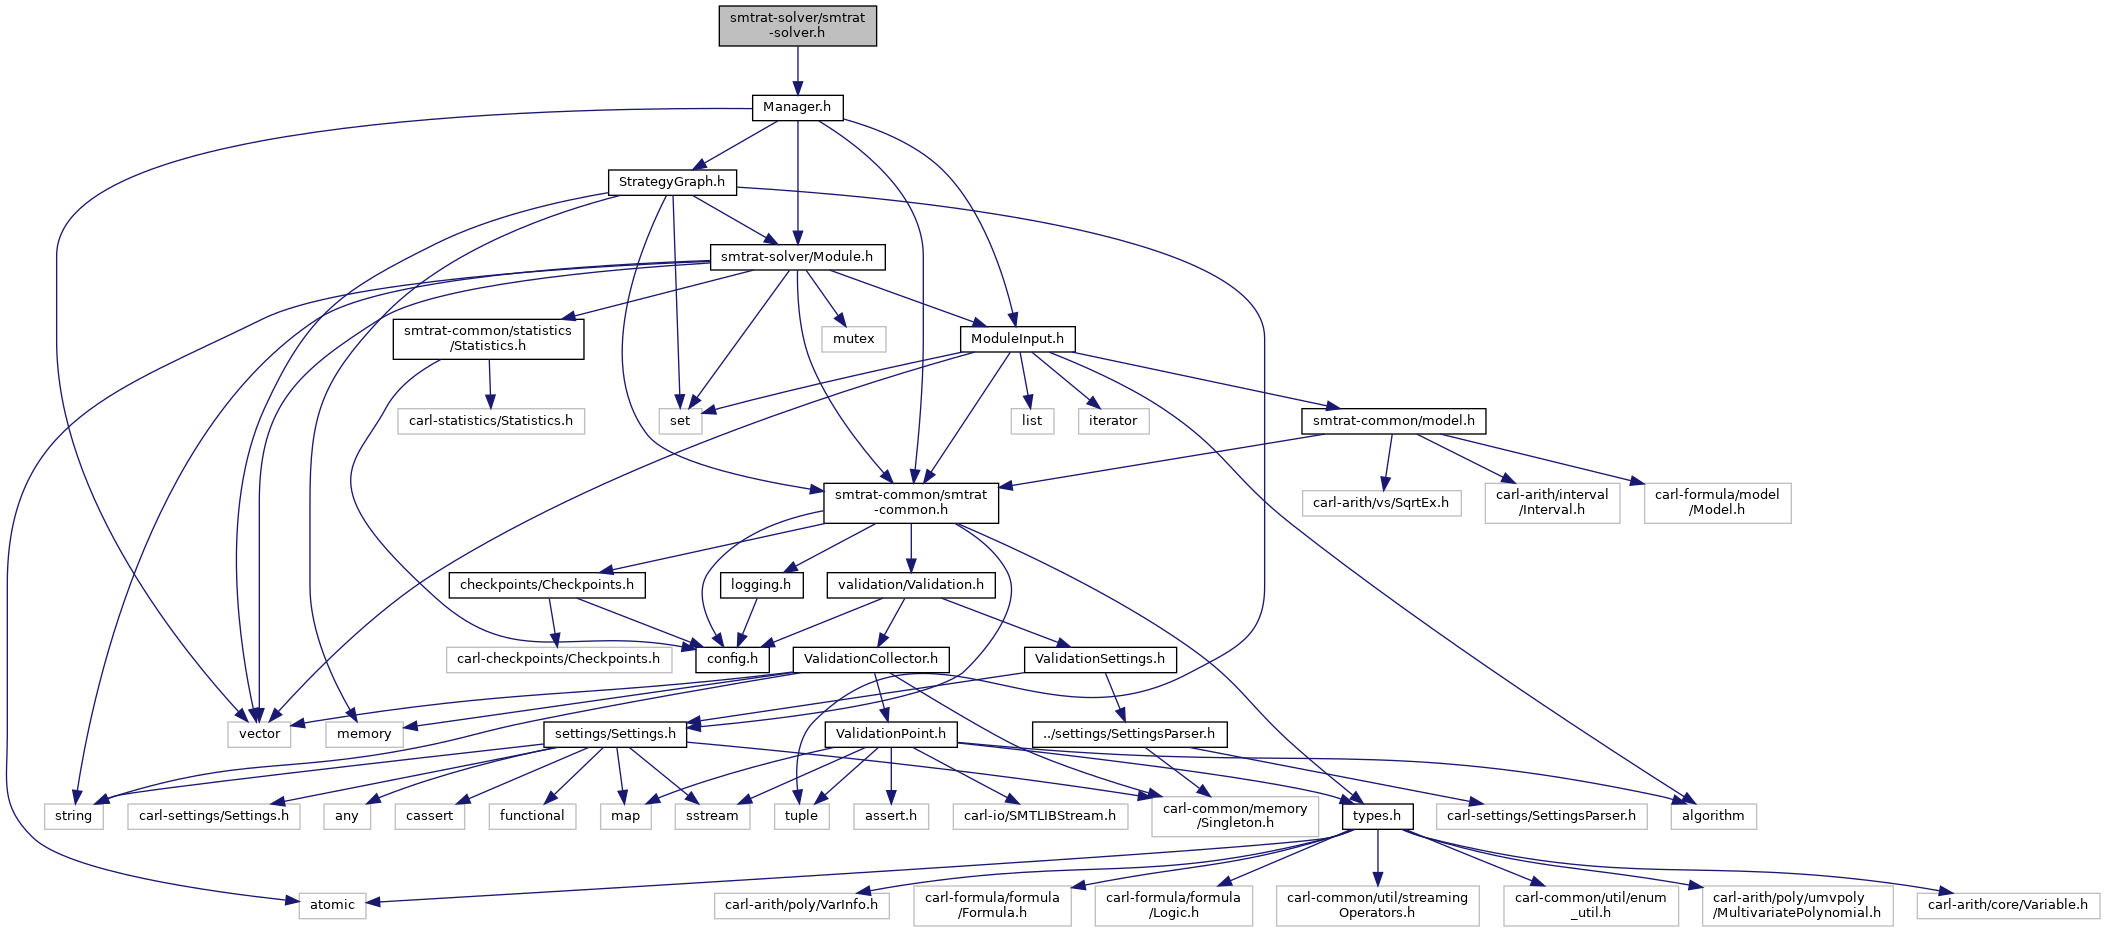 smtrat-solver/smtrat
-solver.h
Manager.h
StrategyGraph.h
smtrat-solver/Module.h
smtrat-common/statistics
/Statistics.h
mutex
ModuleInput.h
carl-statistics/Statistics.h
set
list
iterator
smtrat-common/model.h
smtrat-common/smtrat
-common.h
carl-arith/vs/SqrtEx.h
carl-arith/interval
/Interval.h
carl-formula/model
/Model.h
checkpoints/Checkpoints.h
logging.h
validation/Validation.h
carl-checkpoints/Checkpoints.h
config.h
ValidationCollector.h
ValidationSettings.h
vector
memory
settings/Settings.h
ValidationPoint.h
../settings/SettingsParser.h
string
carl-settings/Settings.h
any
cassert
functional
map
sstream
tuple
assert.h
carl-io/SMTLIBStream.h
carl-common/memory
/Singleton.h
types.h
carl-settings/SettingsParser.h
algorithm
atomic
carl-arith/poly/VarInfo.h
carl-formula/formula
/Formula.h
carl-formula/formula
/Logic.h
carl-common/util/streaming
Operators.h
carl-common/util/enum
_util.h
carl-arith/poly/umvpoly
/MultivariatePolynomial.h
carl-arith/core/Variable.h